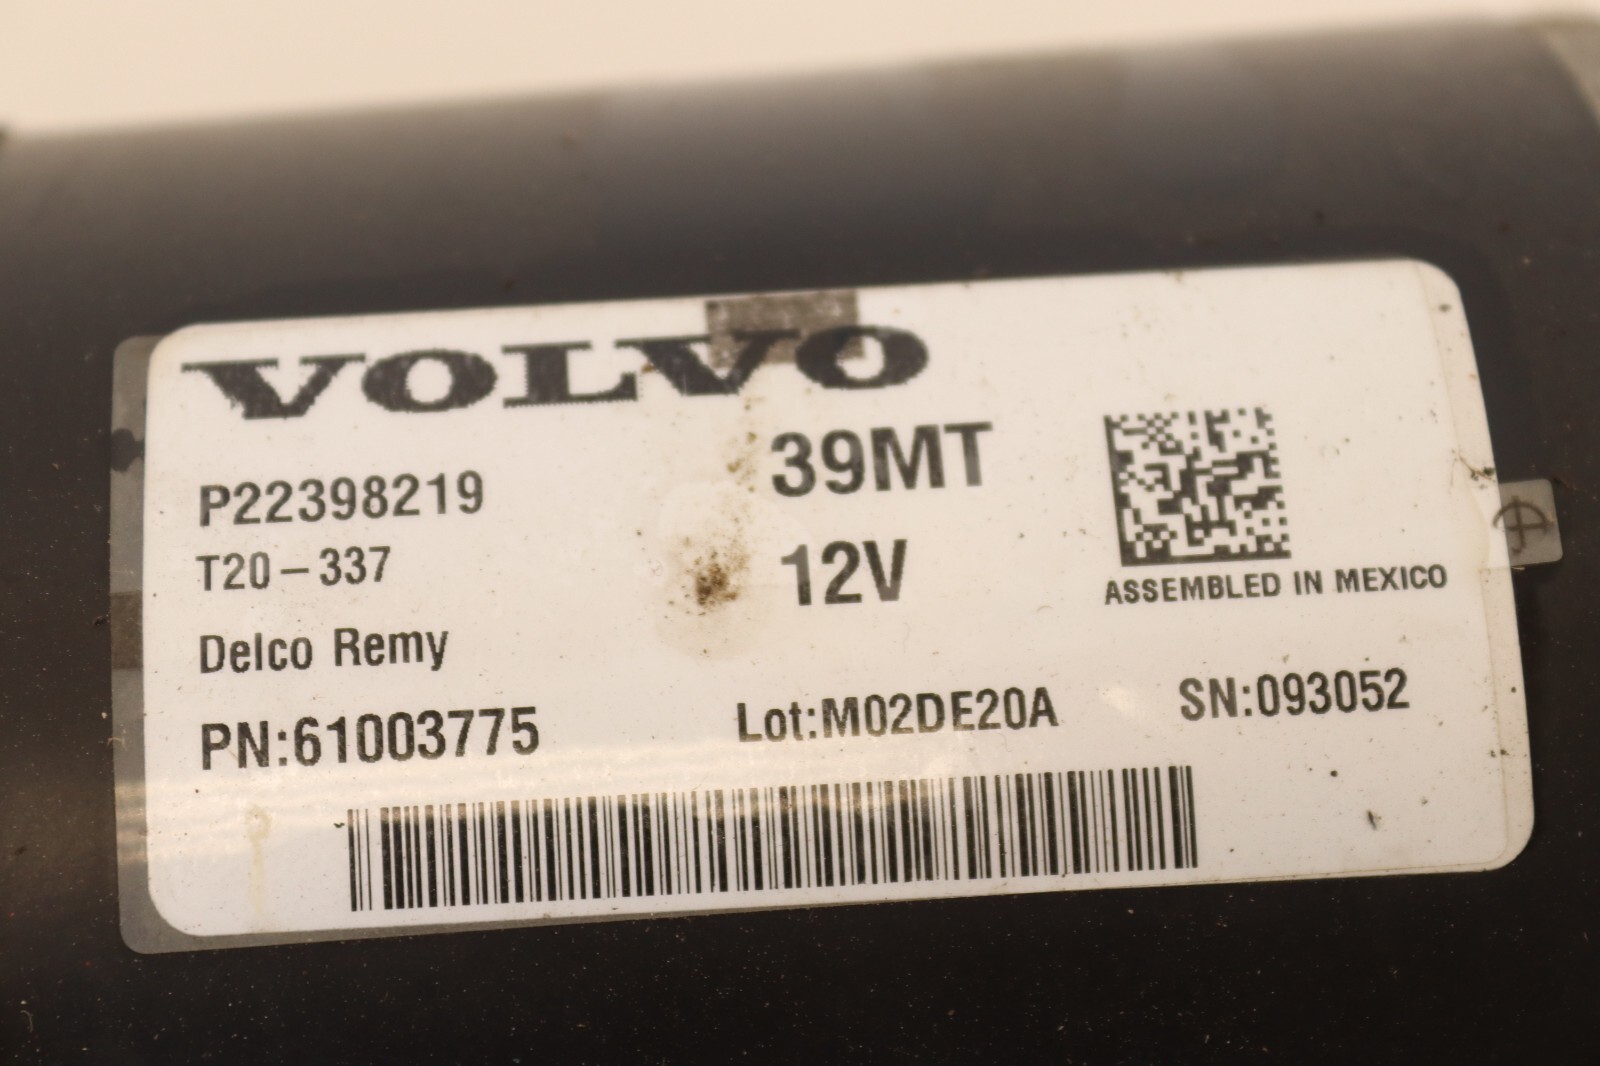 VOLVO
P22398219
39MT
T20-337
12V
ASSEMBLED IN MEXICO
Delco Remy
PN:61003775
Lot:M02DE20A
SN:093052